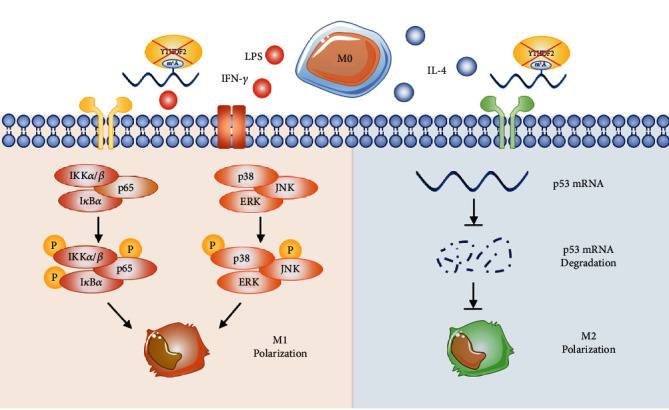 YTHDF2
m⁶A
LPS
IFN-γ
M0
IL-4
YTHDF2
m⁶A
IKKα/β
p65
IκBα
p38
JNK
ERK
p53 mRNA
P
P
IKKα/β
p65
P
IκBα
P
P
p38
JNK
ERK
p53 mRNA
Degradation
M1
Polarization
M2
Polarization